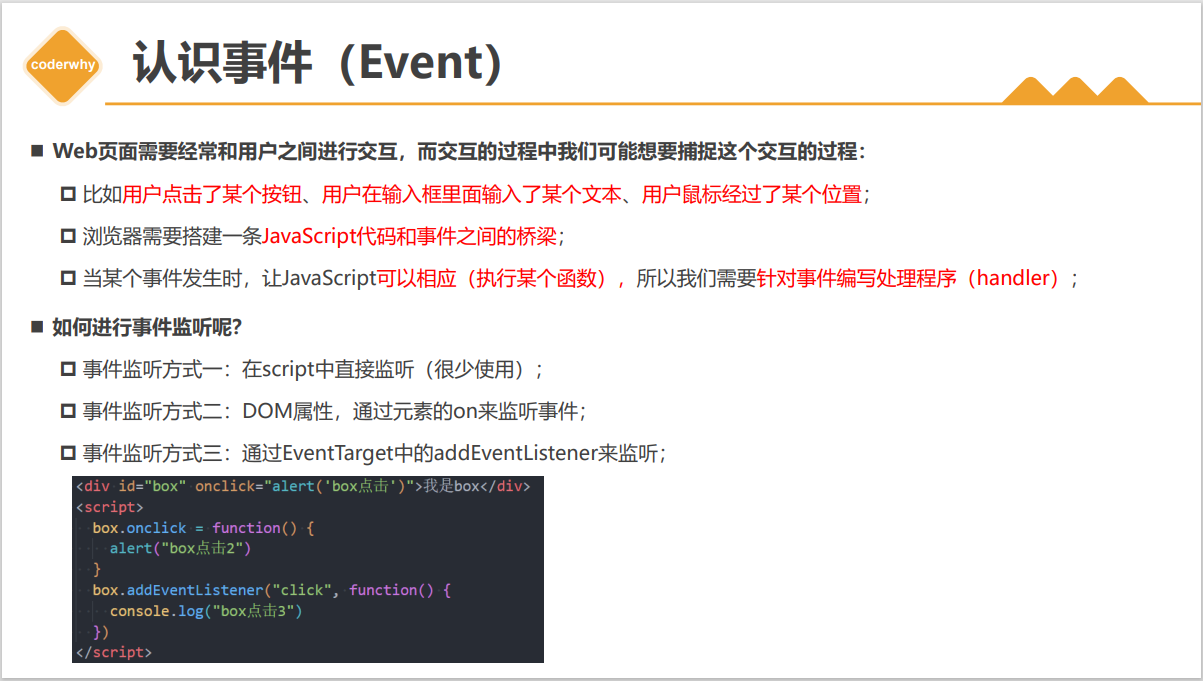 coderwhy
认识事件（Event）
Web页面需要经常和用户之间进行交互，而交互的过程中我们可能想要捕捉这个交互的过程：
比如用户点击了某个按钮、用户在输入框里面输入了某个文本、用户鼠标经过了某个位置；
浏览器需要搭建一条JavaScript代码和事件之间的桥梁；
当某个事件发生时，让JavaScript可以相应（执行某个函数），所以我们需要针对事件编写处理程序（handler）；
如何进行事件监听呢？
事件监听方式一：在script中直接监听（很少使用）；
事件监听方式二：DOM属性，通过元素的on来监听事件；
事件监听方式三：通过EventTarget中的addEventListener来监听；
<div id="box" onclick="alert('box点击')">我是box</div>
<script>
  box.onclick = function() {
    alert("box点击2")
  }
  box.addEventListener("click", function() {
    console.log("box点击3")
  })
</script>